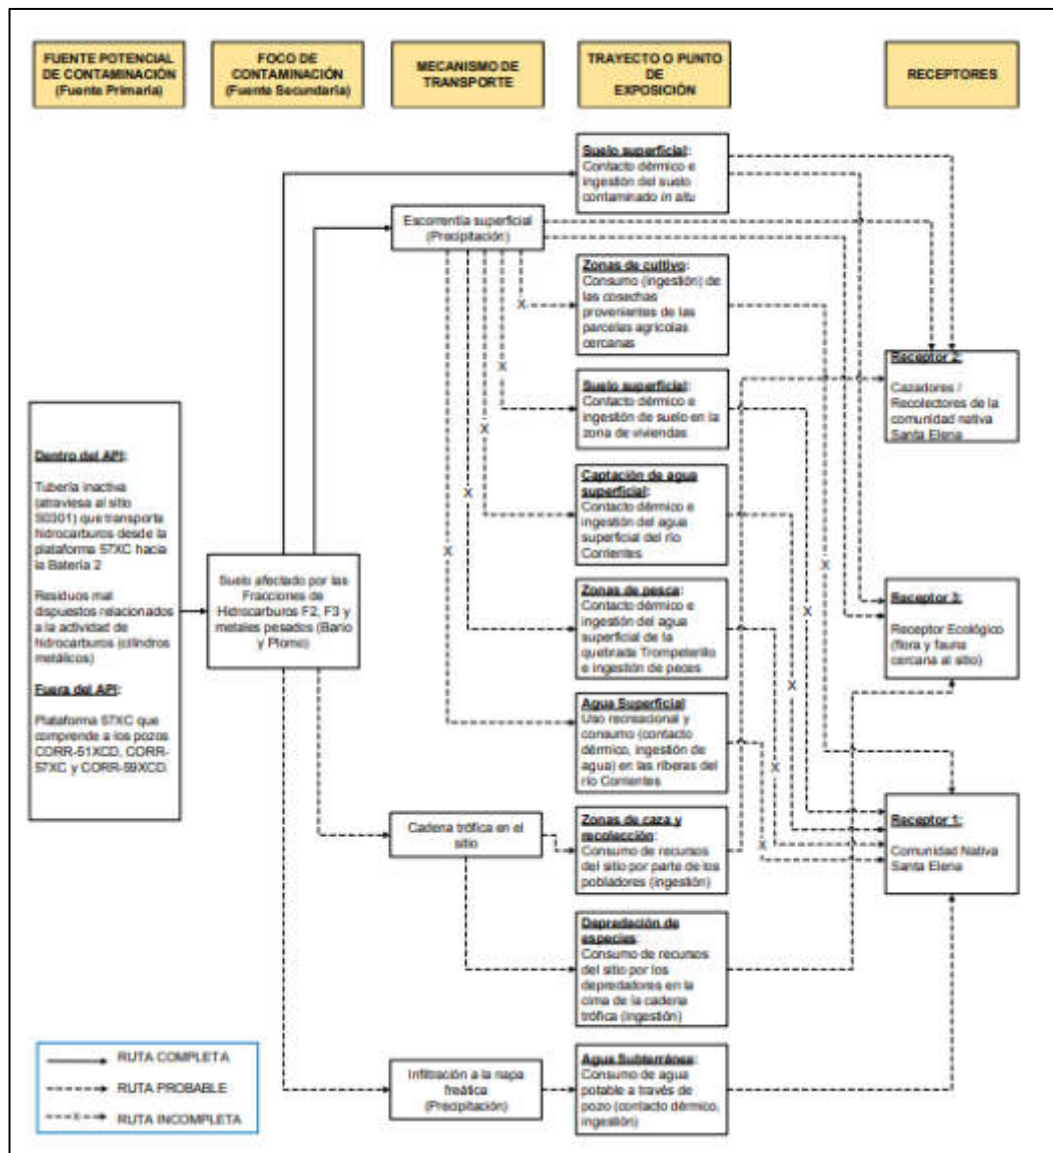 FUENTE POTENCIAL
DE CONTAMINACIÓN
(Fuente Primaria)
FOCO DE
CONTAMINACIÓN
(Fuente Secundaria)
MECANISMO DE
TRANSPORTE
TRAYECTO O PUNTO
DE
EXPOSICIÓN
RECEPTORES
Dentro del API:
Tubería inactiva
(atraviesa al sitio
S0301) que transporta
hidrocarburos desde la
plataforma 57XC hacia
la Batería 2
Residuos mal
dispuestos relacionados
a la actividad de
hidrocarburos (cilindros
metálicos)
Fuera del API:
Plataforma 57XC que
comprende a los pozos
CORR-51XCD, CORR-
57XC y CORR-59XCD.
Suelo afectado por las
Fracciones de
Hidrocarburos F2, F3 y
metales pesados (Bario
y Plomo)
Escorrentía superficial
(Precipitación)
Cadena trófica en el
sitio
Infiltración a la napa
freática
(Precipitación)
Suelo superficial:
Contacto dérmico e
ingestión del suelo
contaminado in situ
Zonas de cultivo:
Consumo (ingestión) de
las cosechas
provenientes de las
parcelas agrícolas
cercanas
Suelo superficial:
Contacto dérmico e
ingestión de suelo en la
zona de viviendas
Captación de agua
superficial:
Contacto dérmico e
ingestión del agua
superficial del río
Corrientes
Zonas de pesca:
Contacto dérmico e
ingestión del agua
superficial de la
quebrada Trompeterillo
e ingestión de peces
Agua Superficial
Uso recreacional y
consumo (contacto
dérmico, ingestión de
agua) en las riberas del
río Corrientes
Zonas de caza y
recolección:
Consumo de recursos
del sitio por parte de los
pobladores (ingestión)
Depredación de
especies:
Consumo de recursos
del sitio por los
depredadores en la
cima de la cadena
trófica (ingestión)
Agua Subterránea:
Consumo de agua
potable a través de
pozo (contacto dérmico,
ingestión)
Receptor 2:
Cazadores /
Recolectores de la
comunidad nativa
Santa Elena
Receptor 3:
Receptor Ecológico
(flora y fauna
cercana al sitio)
Receptor 1:
Comunidad Nativa
Santa Elena
X
X
X
X
X
X
X
X
X
X
RUTA COMPLETA
RUTA PROBABLE
X RUTA INCOMPLETA